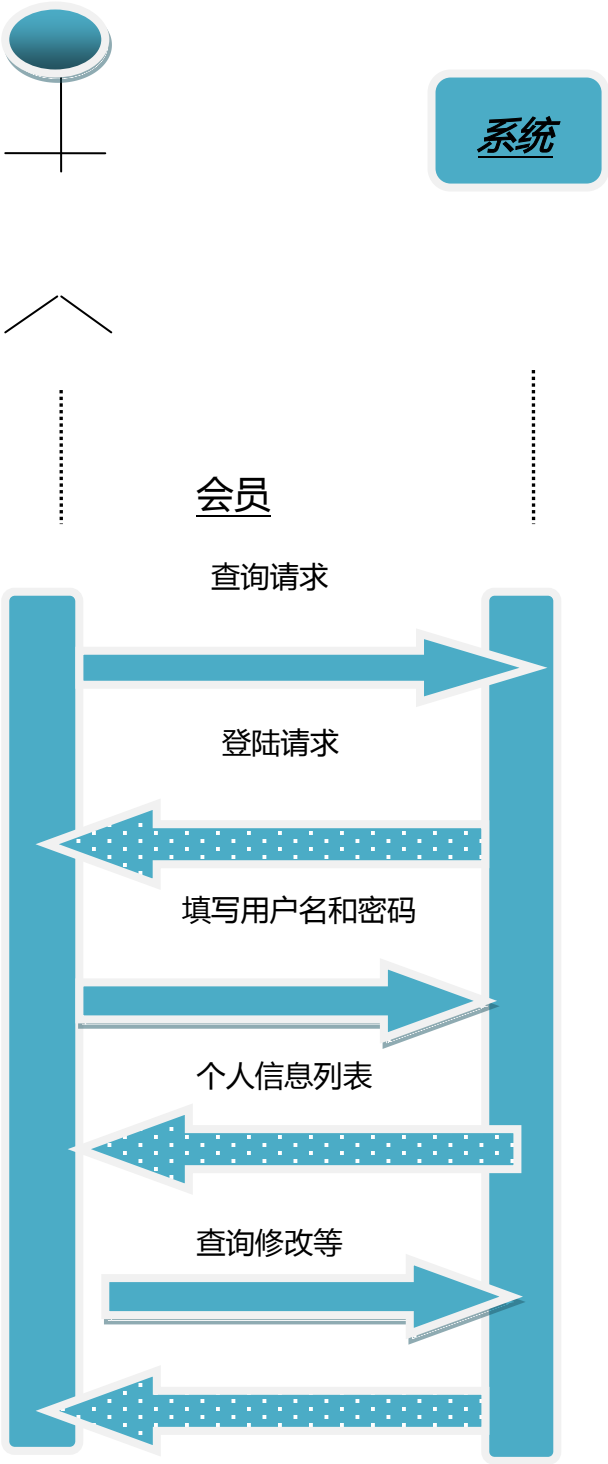 系统
会员
查询请求
登陆请求
填写用户名和密码
个人信息列表
查询修改等